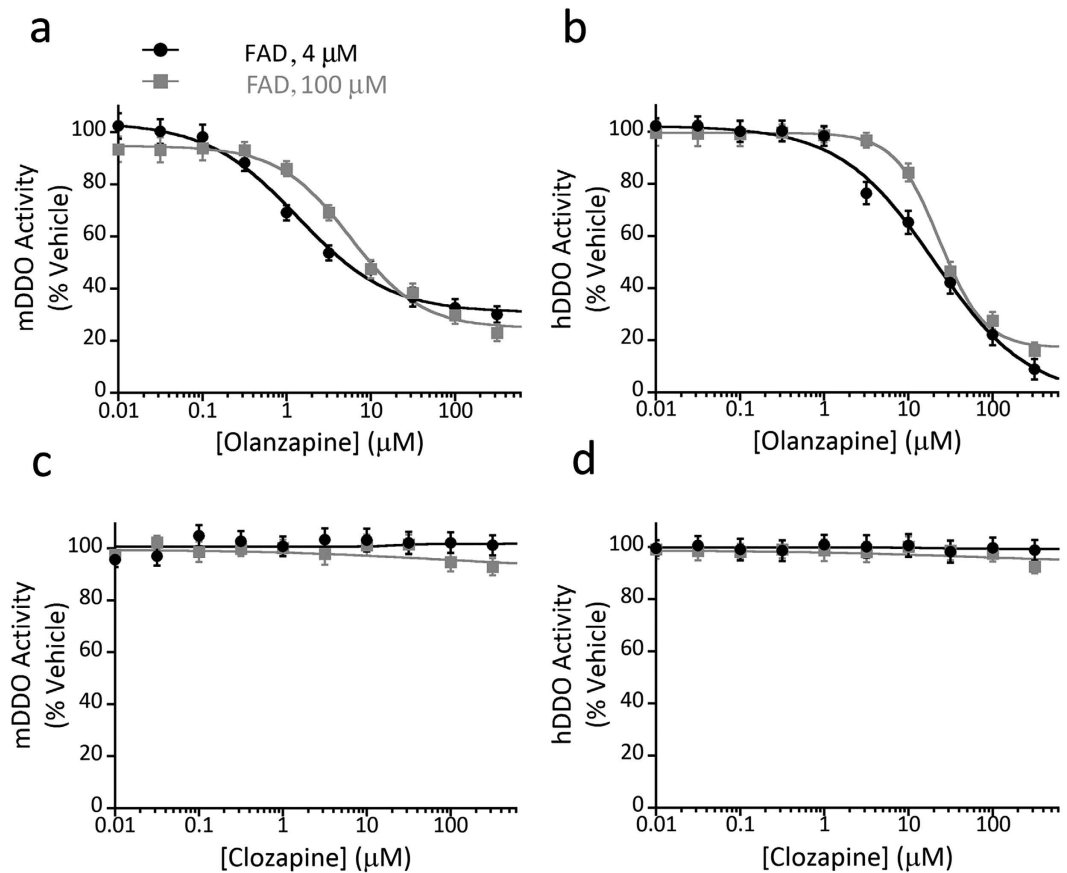 a
FAD, 4 μM
FAD, 100 μM
mDDO Activity
(% Vehicle)
100
80
60
40
20
0
0.01 0.1 1 10 100
[Olanzapine] (μM)
b
hDDO Activity
(% Vehicle)
100
80
60
40
20
0
0.01 0.1 1 10 100
[Olanzapine] (μM)
c
mDDO Activity
(% Vehicle)
100
80
60
40
20
0
0.01 0.1 1 10 100
[Clozapine] (μM)
d
hDDO Activity
(% Vehicle)
100
80
60
40
20
0
0.01 0.1 1 10 100
[Clozapine] (μM)